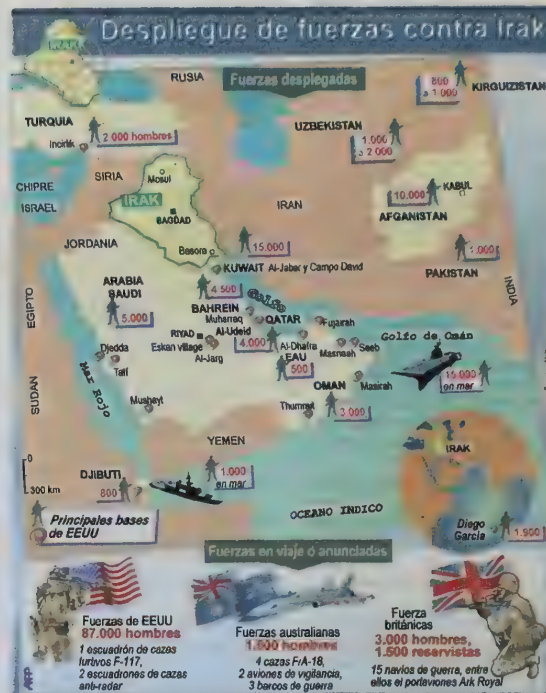 Despliegue de fuerzas contra Irak
IRAK
Fuerzas desplegadas
RUSIA
800
a 1 000
KIRGUIZISTAN
TURQUIA
2 000 hombres
Incirlik
UZBEKISTAN
1.000
a 2 000
CHIPRE
SIRIA
Mosul
ISRAEL
IRAK
BAGDAD
IRAN
10.000
KABUL
AFGANISTAN
JORDANIA
Basora
15.000
1.000
PAKISTAN
INDIA
KUWAIT Al-Jaber y Campo David
ARABIA
SAUDI
5.000
4 500
Golfo
BAHREIN
Muharraq
QATAR
Fujairah
EGIPTO
RIYAD
Al-Udeid
4.000
Eskan village
Al-Jarg
Al-Dhafra
EAU
500
Masnaah
Seeb
Golfo de Omán
Djedda
Taif
Mar Rojo
OMAN
Masirah
15 000
en mar
Mushayt
Thumrait
3 000
SUDAN
YEMEN
IRAK
0
300 km
DJIBUTI
800
1.000
en mar
OCEANO INDICO
Diego
Garcia
1.900
Principales bases
de EEUU
Fuerzas en viaje ó anunciadas
Fuerzas de EEUU
87.000 hombres
1 escuadrón de cazas
furtivos F-117,
2 escuadrones de cazas
anti-radar
Fuerzas australianas
hombres
4 cazas F/A-18,
2 aviones de vigilancia,
3 barcos de guerra
Fuerza
británicas
3.000 hombres,
1.500 reservistas
15 navios de guerra, entre
ellos el portaviones Ark Royal
AFP